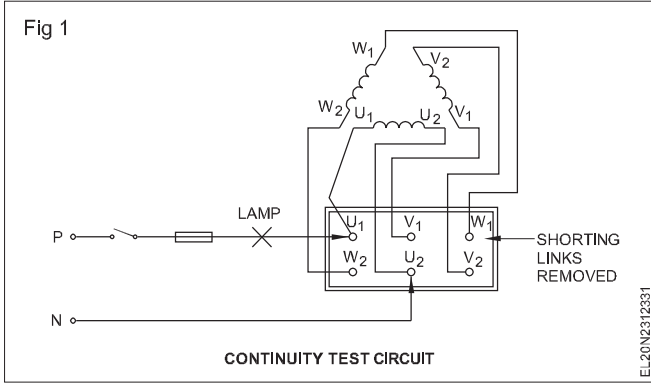 Fig 1
W1
V2
W2
U1
U2
V1
LAMP
P
U1 V1 W1
W2 U2 V2
SHORTING
LINKS
REMOVED
N
CONTINUITY TEST CIRCUIT
EL20N2312331